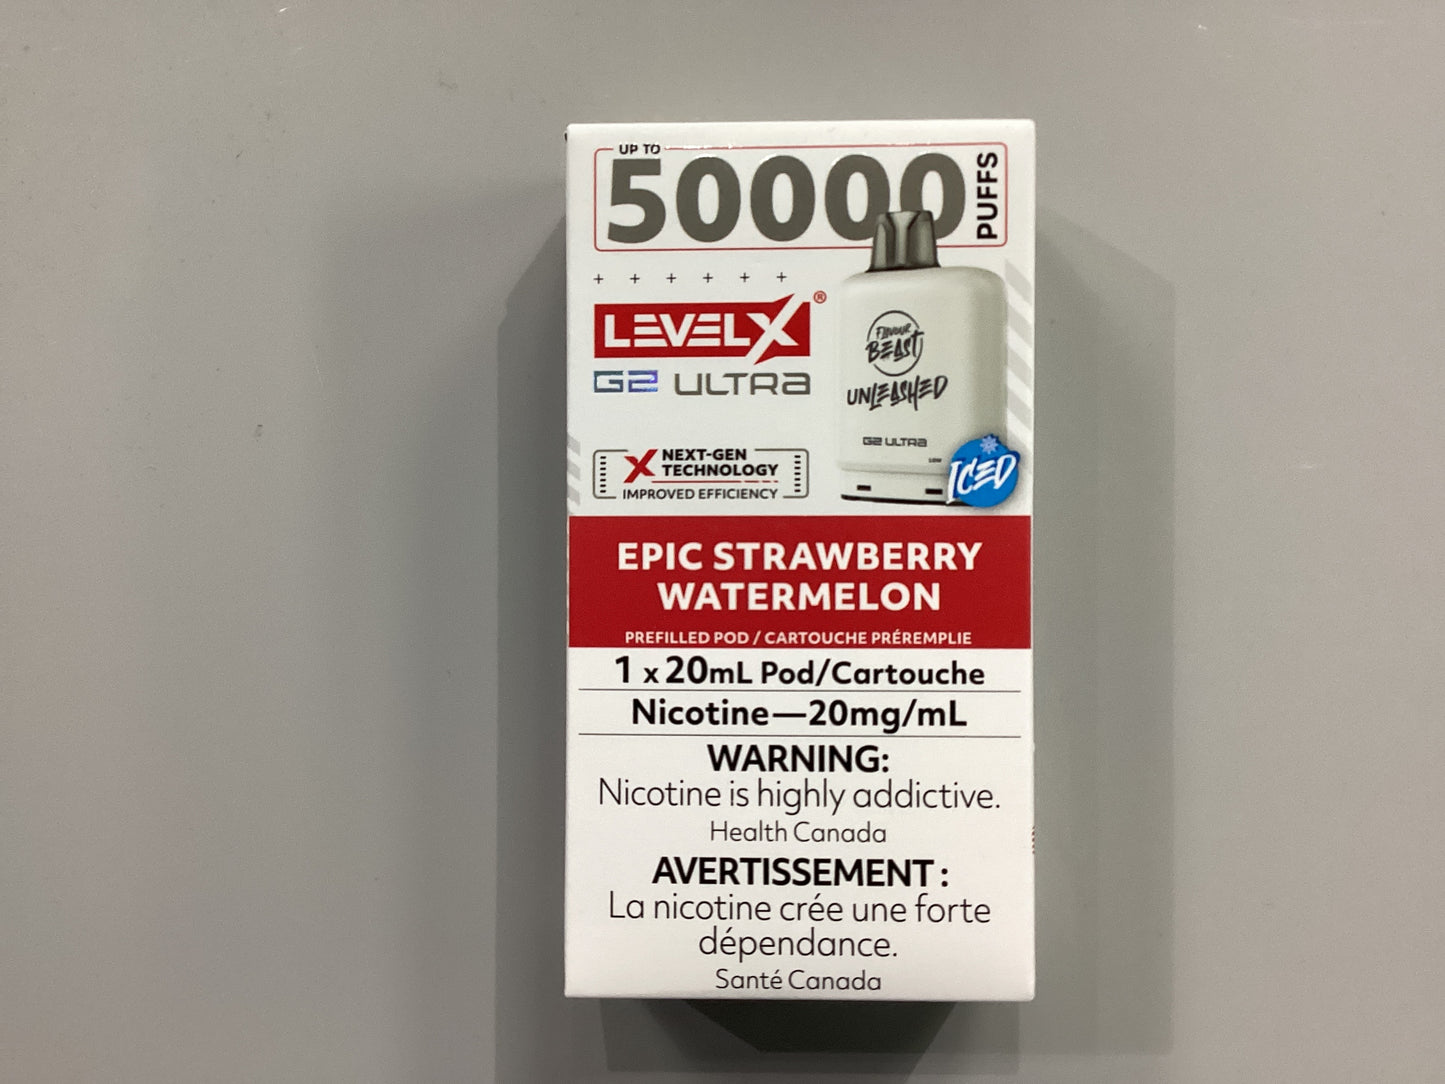 UP TO
50000
PUFFS
LEVELX®
G2 ULTRA
FLAVOUR
BEAST
UNLEASHED
G2 ULTRA
LOW
ICED
X NEXT-GEN
TECHNOLOGY
IMPROVED EFFICIENCY
EPIC STRAWBERRY
WATERMELON
PREFILLED POD / CARTOUCHE PRÉREMPLIE
1 x 20mL Pod/Cartouche
Nicotine—20mg/mL
WARNING:
Nicotine is highly addictive.
Health Canada
AVERTISSEMENT :
La nicotine crée une forte
dépendance.
Santé Canada